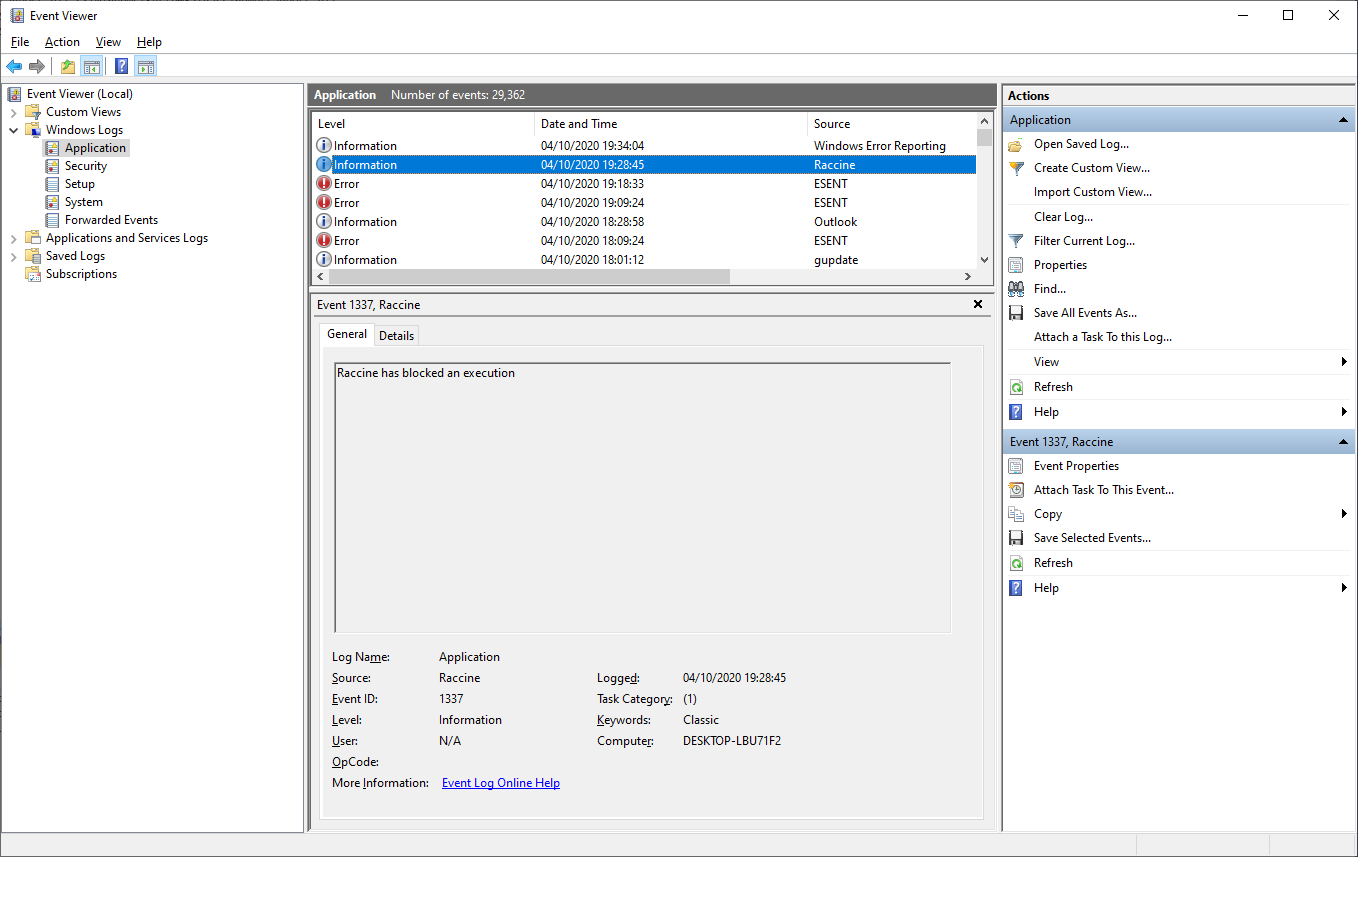 Event Viewer
File Action View Help
Event Viewer (Local)
Custom Views
Windows Logs
Application
Security
Setup
System
Forwarded Events
Applications and Services Logs
Saved Logs
Subscriptions
Application Number of events: 29,362
Level Date and Time Source
Information 04/10/2020 19:34:04 Windows Error Reporting
Information 04/10/2020 19:28:45 Raccine
Error 04/10/2020 19:18:33 ESENT
Error 04/10/2020 19:09:24 ESENT
Information 04/10/2020 18:28:58 Outlook
Error 04/10/2020 18:09:24 ESENT
Information 04/10/2020 18:01:12 gupdate
Event 1337, Raccine
General Details
Raccine has blocked an execution
Log Name: Application
Source: Raccine Logged: 04/10/2020 19:28:45
Event ID: 1337 Task Category: (1)
Level: Information Keywords: Classic
User: N/A Computer: DESKTOP-LBU71F2
OpCode:
More Information: Event Log Online Help
Actions
Application
Open Saved Log...
Create Custom View...
Import Custom View...
Clear Log...
Filter Current Log...
Properties
Find...
Save All Events As...
Attach a Task To this Log...
View
Refresh
Help
Event 1337, Raccine
Event Properties
Attach Task To This Event...
Copy
Save Selected Events...
Refresh
Help